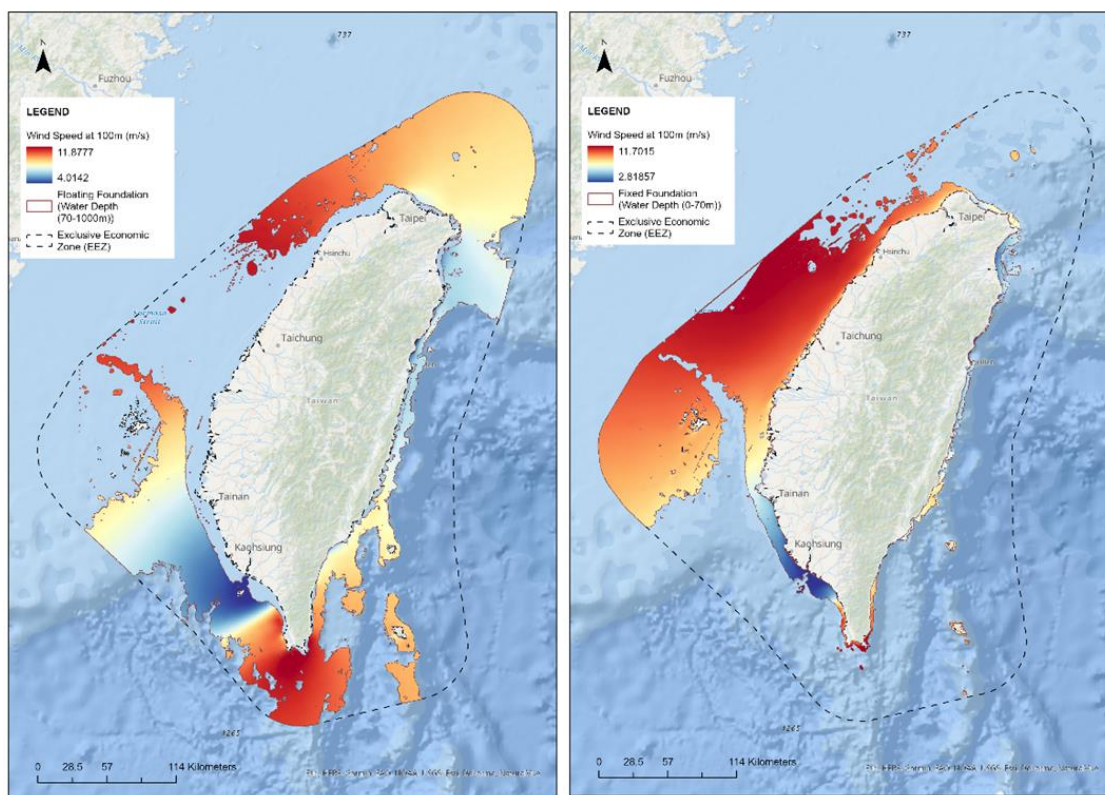 737
N
Fuzhou
LEGEND
Wind Speed at 100m (m/s)
11.8777
4.0142
Floating Foundation
(Water Depth
(70-1000m))
Exclusive Economic
Zone (EEZ)
Taipei
Hsinchu
Taichung
Taiwan
Tainan
Kaohsiung
0 28.5 57 114 Kilometers
737
N
Fuzhou
LEGEND
Wind Speed at 100m (m/s)
11.7015
2.81857
Fixed Foundation
(Water Depth (0-70m))
Exclusive Economic
Zone (EEZ)
Taipei
Hsinchu
Taichung
Taiwan
Tainan
Kaohsiung
0 28.5 57 114 Kilometers